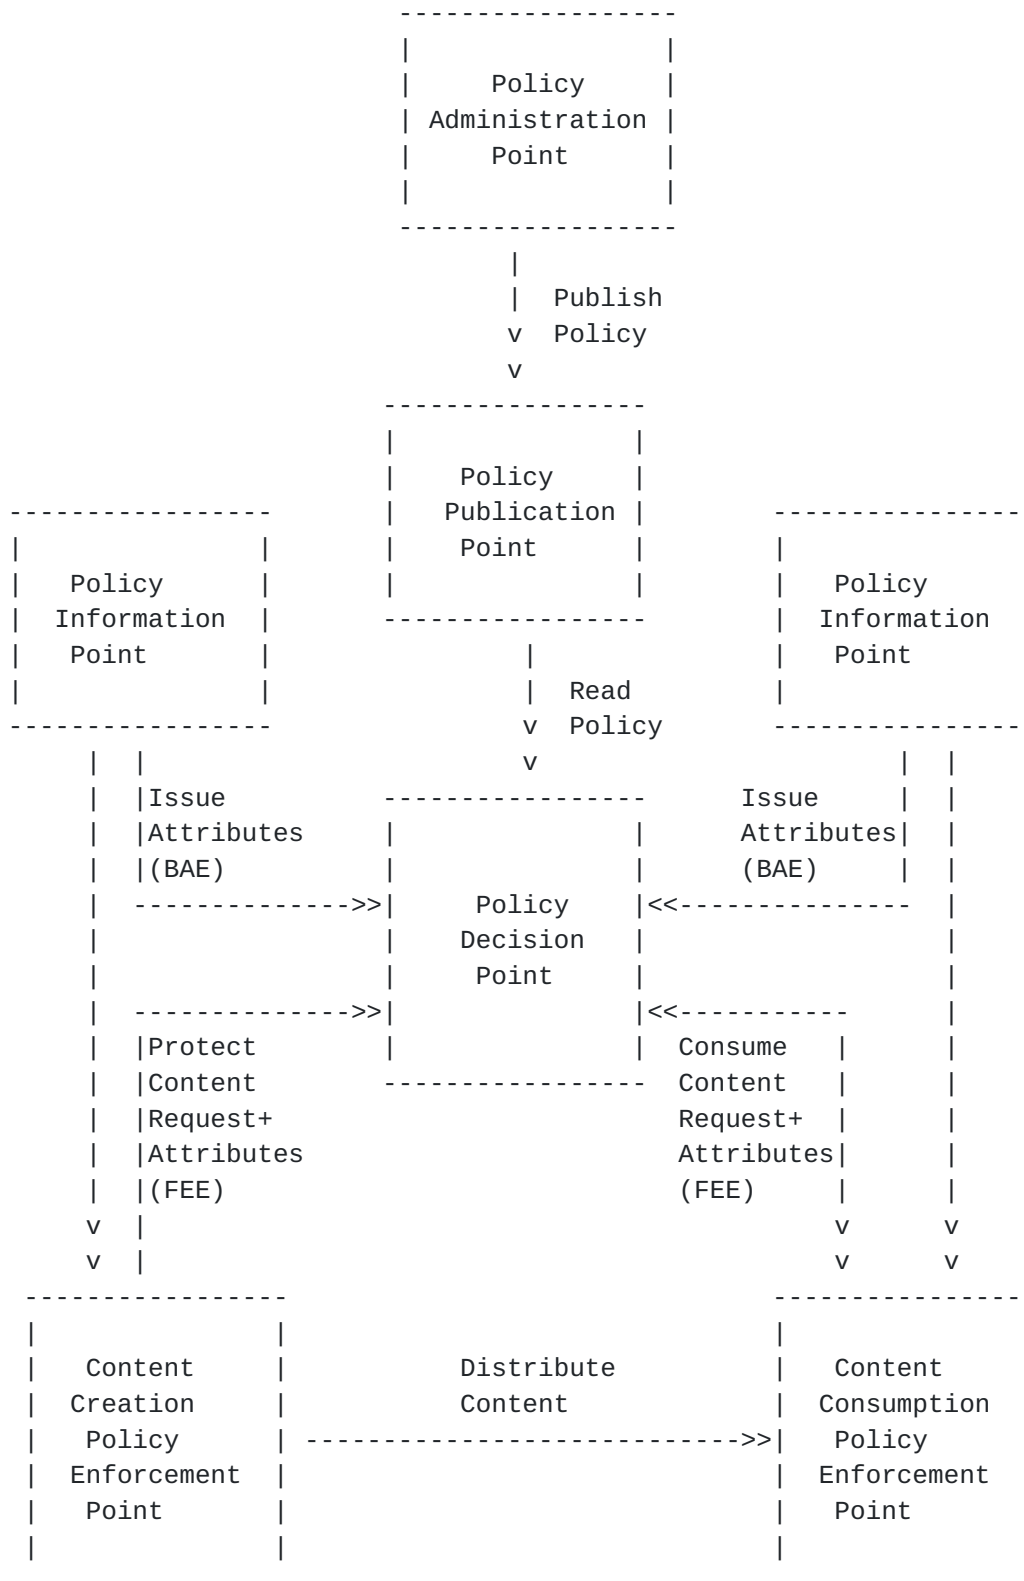 Policy
Administration
Point
Publish
Policy
Policy
Publication
Point
Policy
Information
Point
Policy
Information
Point
Read
Policy
Issue
Attributes
(BAE)
Issue
Attributes
(BAE)
Policy
Decision
Point
Protect
Content
Request+
Attributes
(FEE)
Consume
Content
Request+
Attributes
(FEE)
Content
Creation
Policy
Enforcement
Point
Distribute
Content
Content
Consumption
Policy
Enforcement
Point